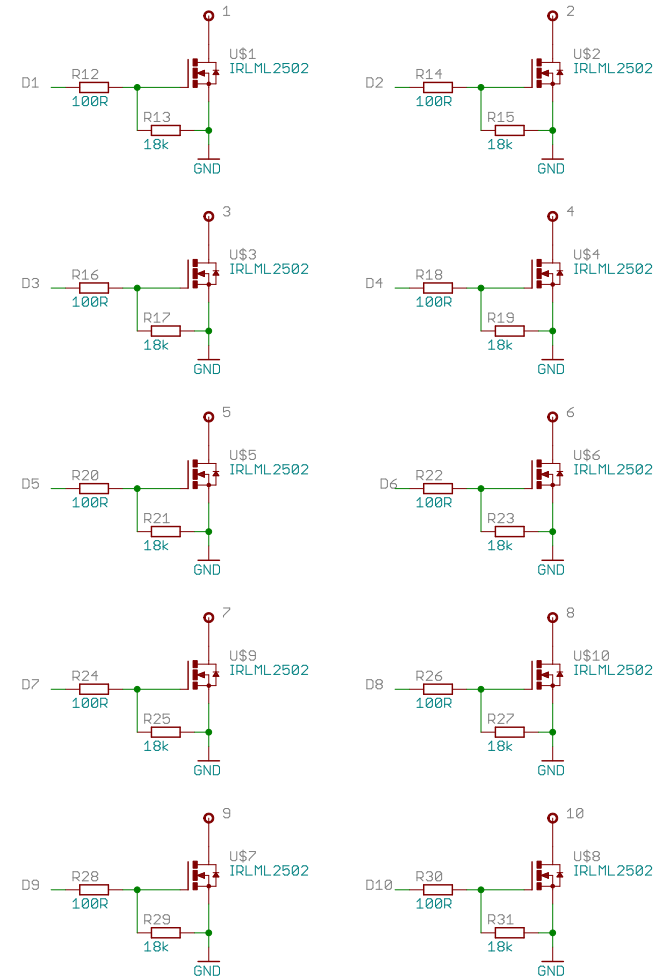 1
U$1
IRLML2502
D1
R12
100R
R13
18k
GND
2
U$2
IRLML2502
D2
R14
100R
R15
18k
GND
3
U$3
IRLML2502
D3
R16
100R
R17
18k
GND
4
U$4
IRLML2502
D4
R18
100R
R19
18k
GND
5
U$5
IRLML2502
D5
R20
100R
R21
18k
GND
6
U$6
IRLML2502
D6
R22
100R
R23
18k
GND
7
U$9
IRLML2502
D7
R24
100R
R25
18k
GND
8
U$10
IRLML2502
D8
R26
100R
R27
18k
GND
9
U$7
IRLML2502
D9
R28
100R
R29
18k
GND
10
U$8
IRLML2502
D10
R30
100R
R31
18k
GND